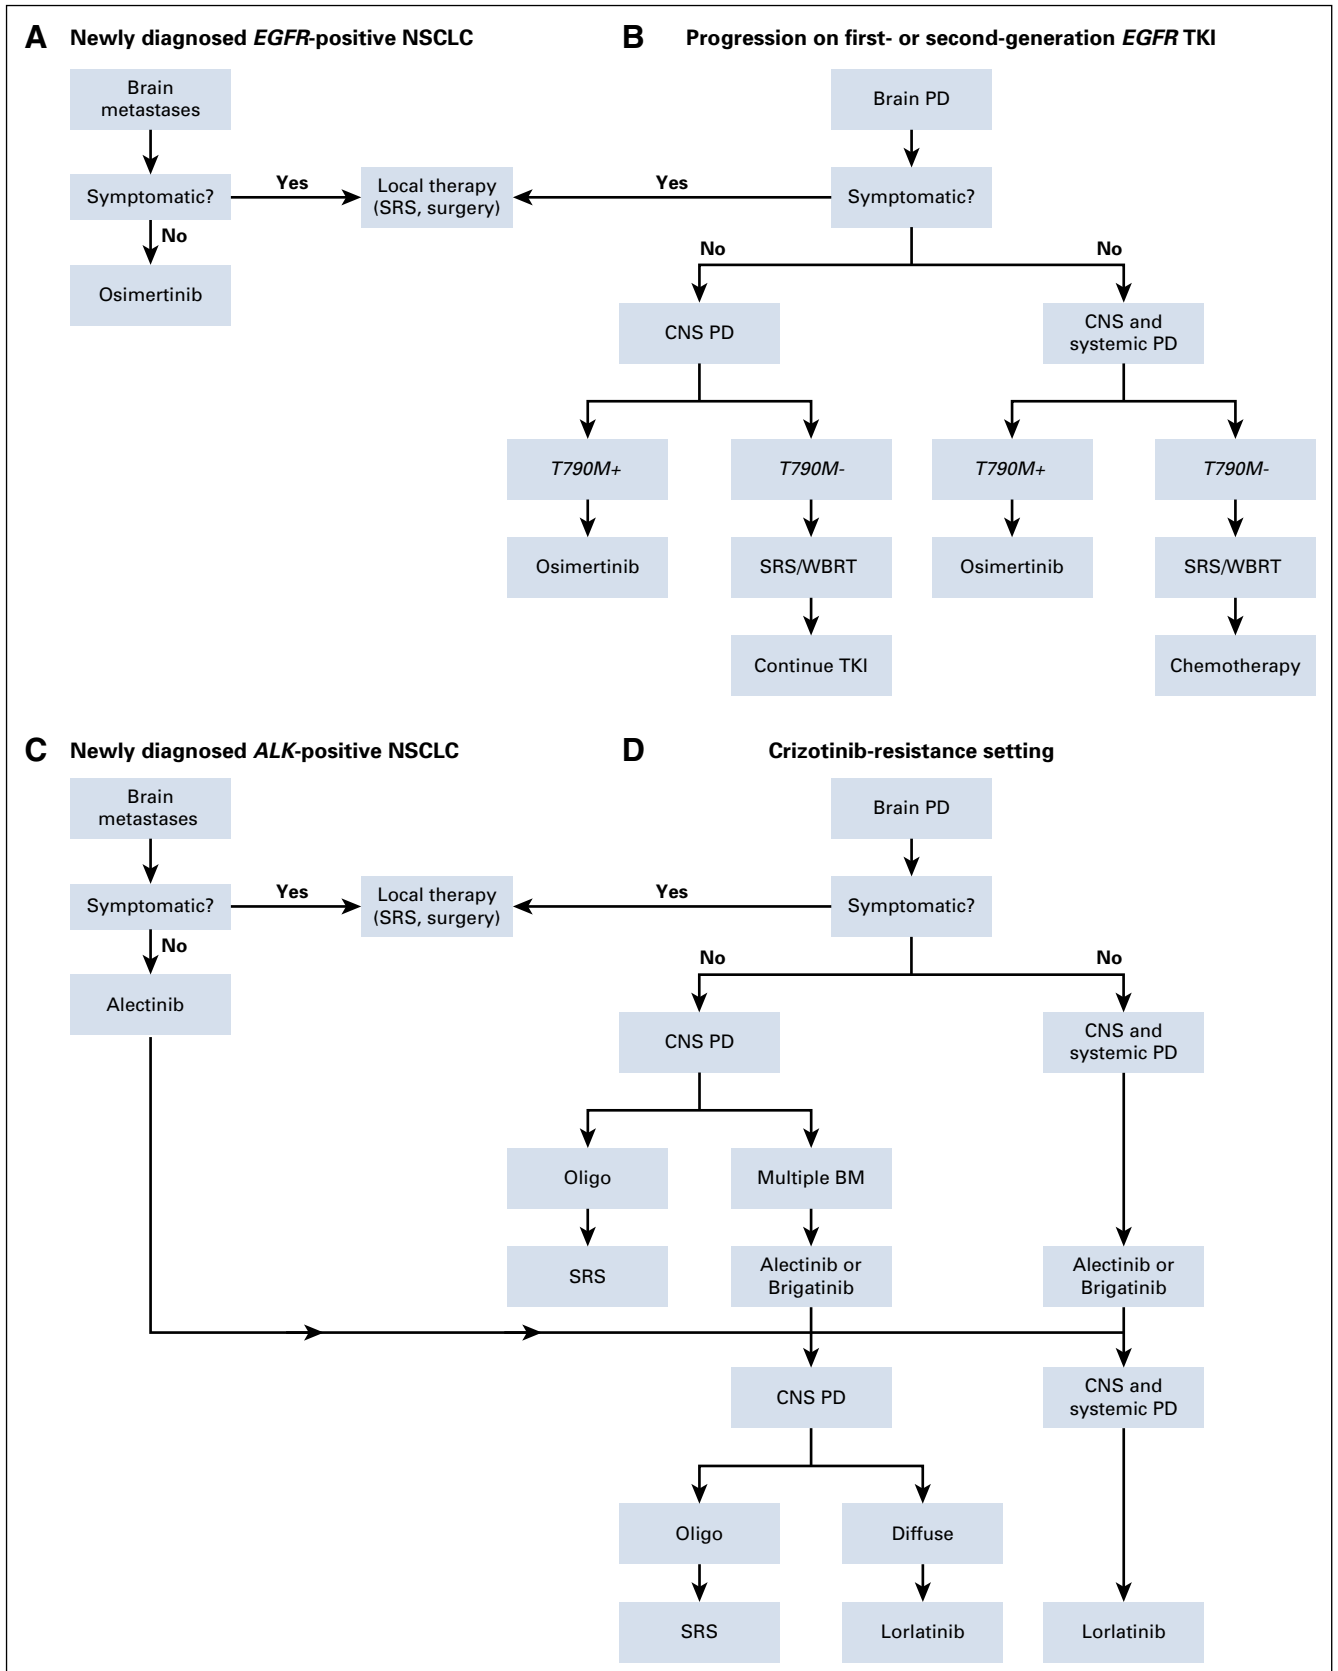 A Newly diagnosed EGFR-positive NSCLC
Brain
metastases
Symptomatic?
Yes
No
Osimertinib
Local therapy
(SRS, surgery)
B Progression on first- or second-generation EGFR TKI
Brain PD
Yes
Symptomatic?
No
No
CNS PD
CNS and
systemic PD
T790M+
T790M-
T790M+
T790M-
Osimertinib
SRS/WBRT
Osimertinib
SRS/WBRT
Continue TKI
Chemotherapy
C Newly diagnosed ALK-positive NSCLC
Brain
metastases
Symptomatic?
Yes
No
Alectinib
Local therapy
(SRS, surgery)
D Crizotinib-resistance setting
Brain PD
Yes
Symptomatic?
No
No
CNS PD
CNS and
systemic PD
Oligo
Multiple BM
SRS
Alectinib or
Brigatinib
Alectinib or
Brigatinib
CNS PD
CNS and
systemic PD
Oligo
Diffuse
SRS
Lorlatinib
Lorlatinib